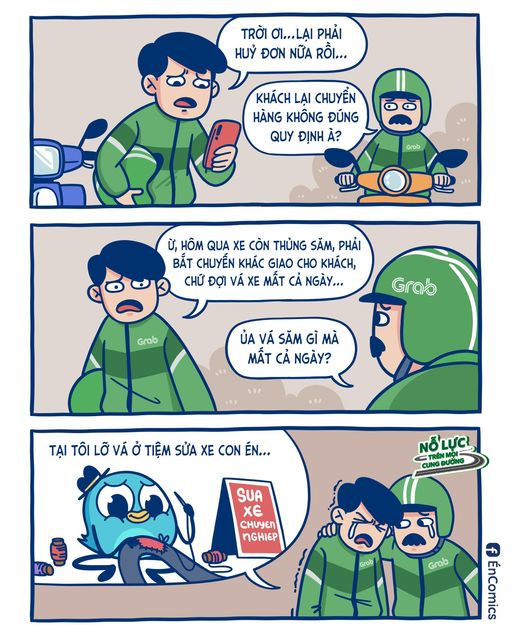 TRỜI ƠI...LẠI PHẢI
HUỶ ĐƠN NỮA RỒI...
KHÁCH LẠI CHUYỂN
HÀNG KHÔNG ĐÚNG
QUY ĐỊNH À?
Grab
Ừ, HÔM QUA XE CÒN THỦNG SĂM, PHẢI
BẮT CHUYẾN KHÁC GIAO CHO KHÁCH,
CHỨ ĐỢI VÁ XE MẤT CẢ NGÀY...
Grab
Grab
ỦA VÁ SĂM GÌ MÀ
MẤT CẢ NGÀY?
TẠI TÔI LỠ VÁ Ở TIỆM SỬA XE CON ÉN...
NỖ LỰC
TRÊN MỌI
CUNG ĐƯỜNG
SUA
XE
CHUYEN
NGHIEP
Grab
Grab
ÉnComics